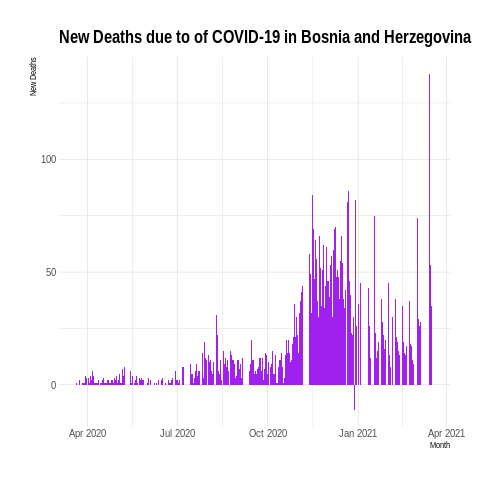 New Deaths due to of COVID-19 in Bosnia and Herzegovina
New Deaths
100
50
0
Apr 2020
Jul 2020
Oct 2020
Jan 2021
Apr 2021
Month